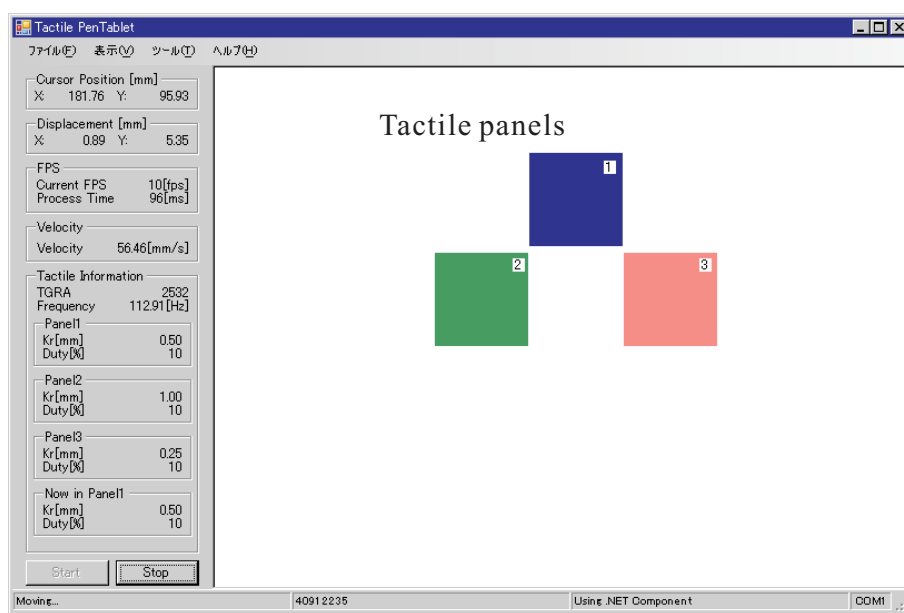 Tactile PenTablet
ファイル(F) 表示(V) ツール(T) ヘルプ(H)
Cursor Position [mm]
X: 181.76 Y: 95.93
Displacement [mm]
X: 0.89 Y: 5.35
FPS
Current FPS 10[fps]
Process Time 96[ms]
Velocity
Velocity 56.46[mm/s]
Tactile Information
TGRA 2532
Frequency 112.91[Hz]
Panel1
Kr[mm] 0.50
Duty[%] 10
Panel2
Kr[mm] 1.00
Duty[%] 10
Panel3
Kr[mm] 0.25
Duty[%] 10
Now in Panel1
Kr[mm] 0.50
Duty[%] 10
Start Stop
Tactile panels
1
2
3
Moving... 40912235 Using .NET Component COM1